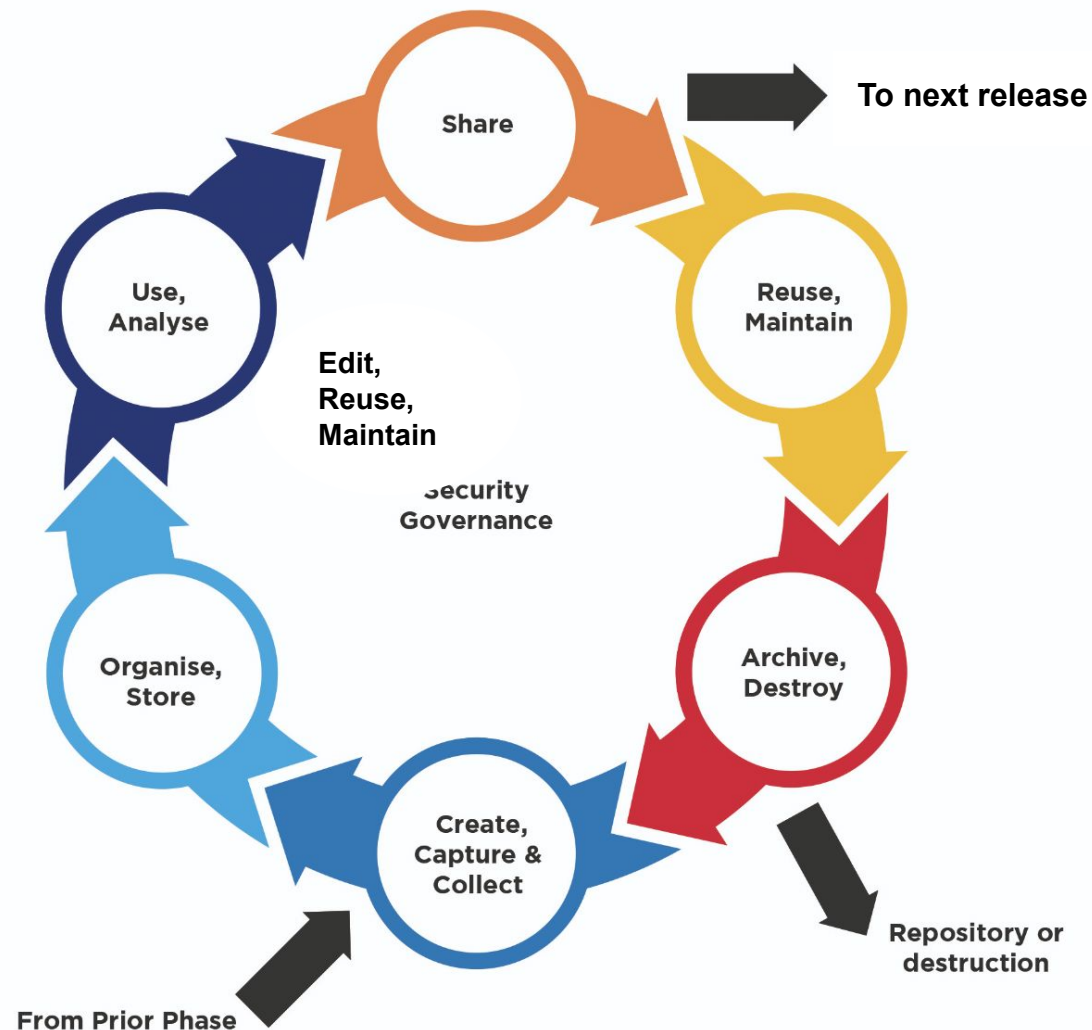 Share
To next release
Use,
Analyse
Reuse,
Maintain
Edit,
Reuse,
Maintain
Security
Governance
Organise,
Store
Archive,
Destroy
Create,
Capture &
Collect
Repository or
destruction
From Prior Phase